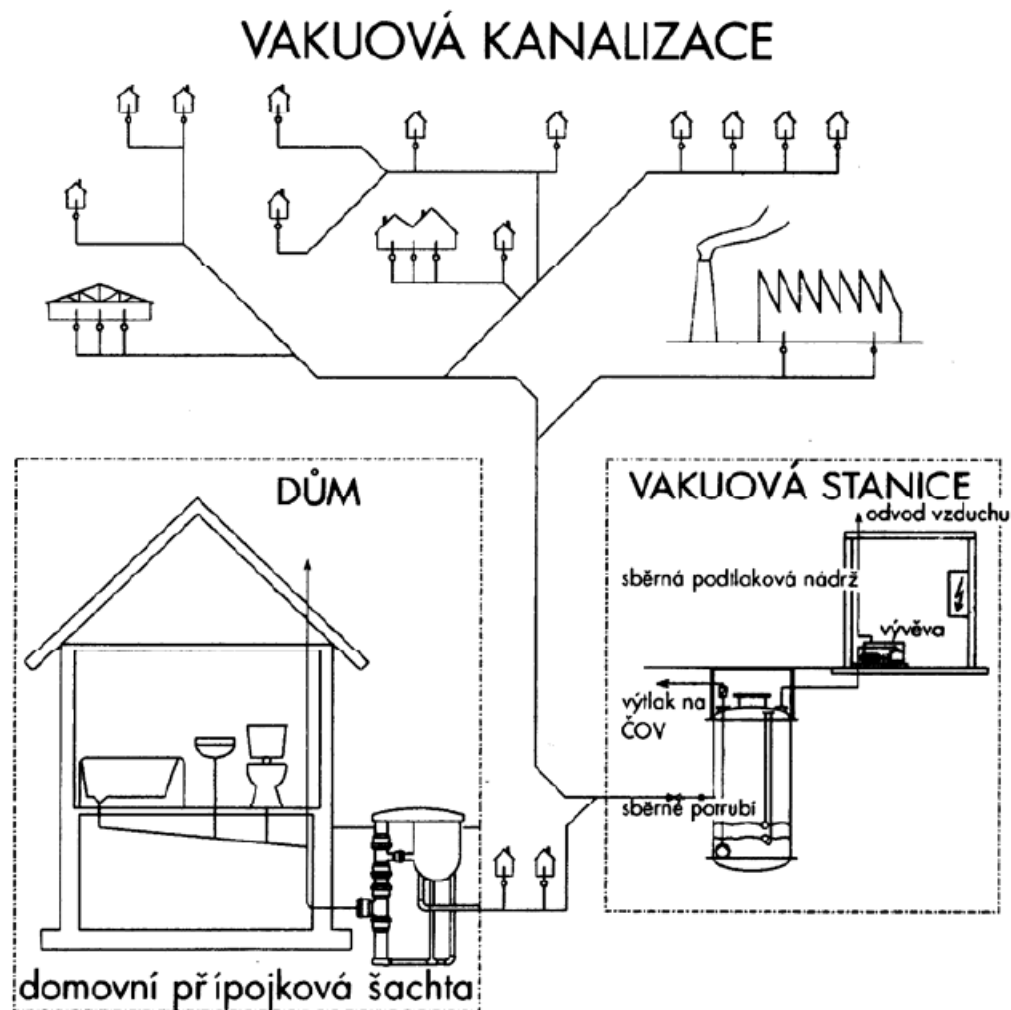 VAKUOVÁ KANALIZACE
DŮM
VAKUOVÁ STANICE
odvod vzduchu
sběrná podtlaková nádrž
vývěva
výtlak na
ČOV
sběrné potrubí
domovní přípojková šachta